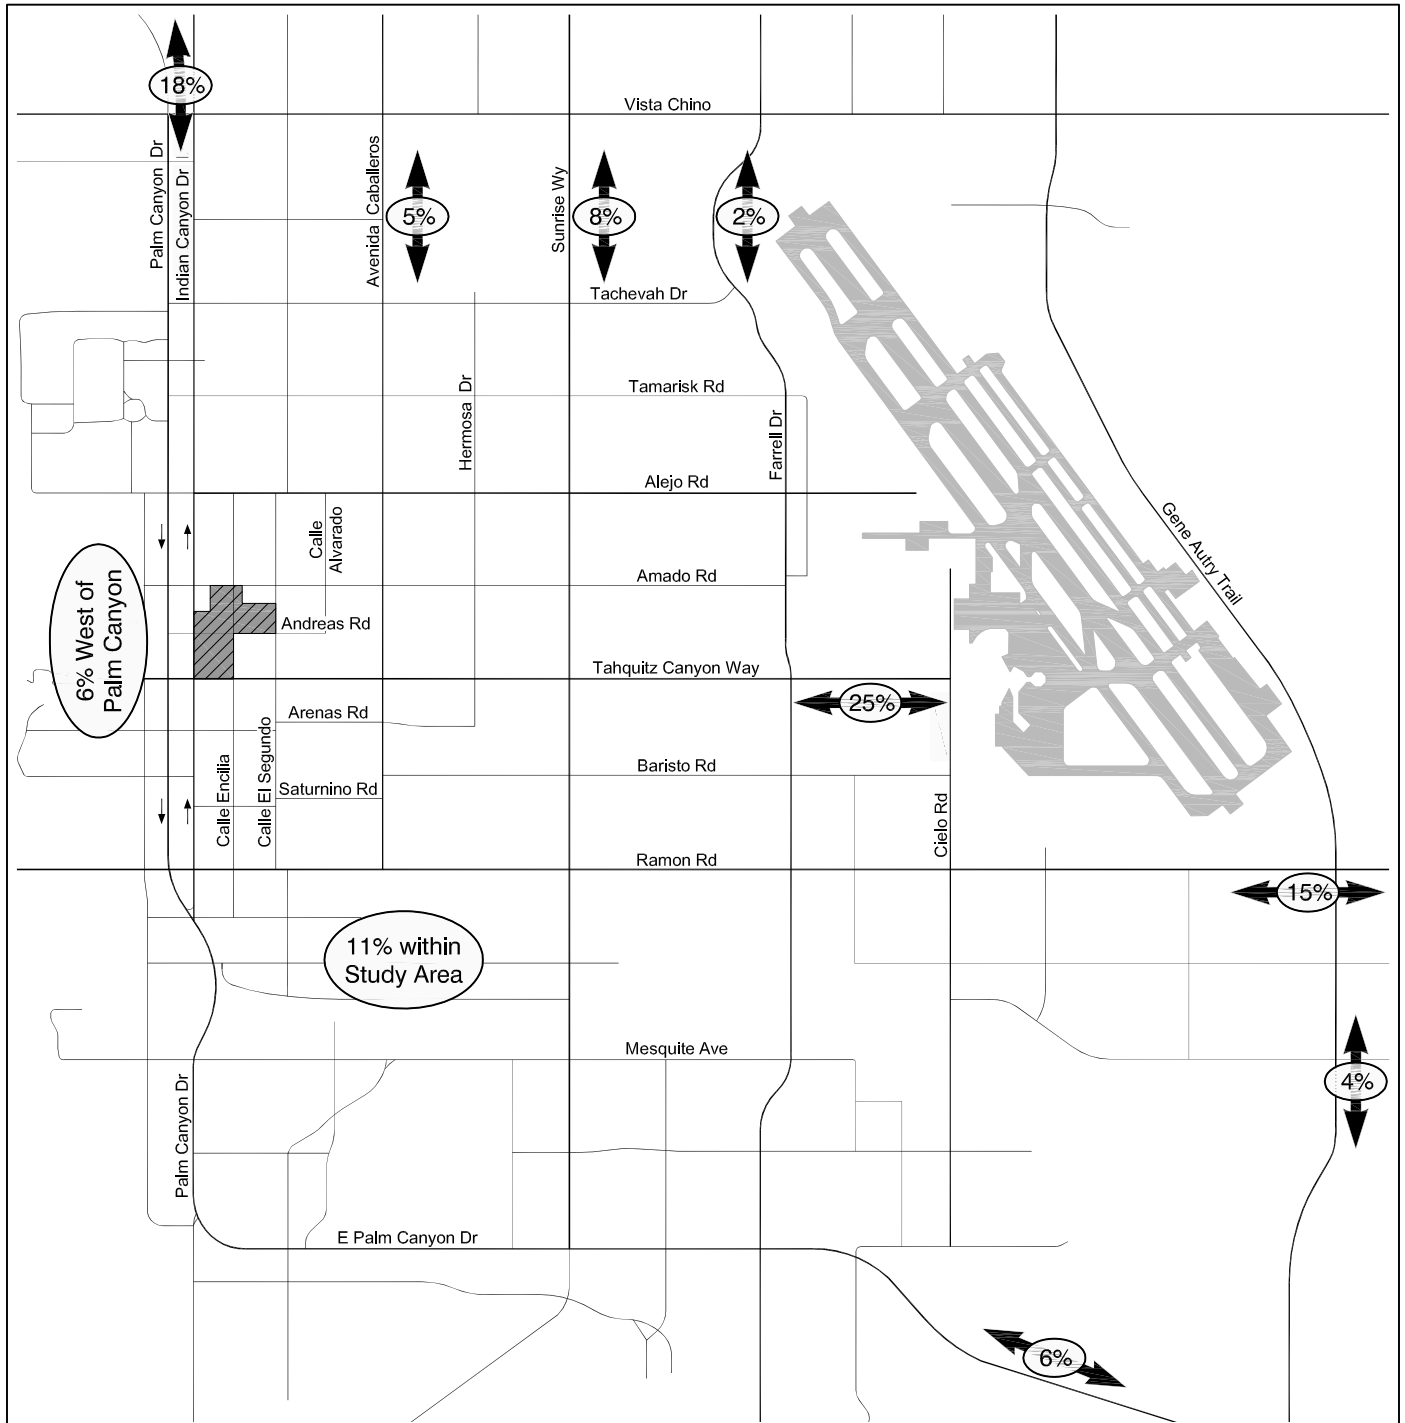 18%
Vista Chino
Palm Canyon Dr
Indian Canyon Dr
Avenida Caballeros
5%
Sunrise Wy
8%
2%
Tachevah Dr
Tamarisk Rd
Hermosa Dr
Farrell Dr
Alejo Rd
Gene Autry Trail
Calle
Alvarado
6% West of
Palm Canyon
Amado Rd
Andreas Rd
Tahquitz Canyon Way
25%
Arenas Rd
Calle Encilia
Calle El Segundo
Saturnino Rd
Baristo Rd
Cielo Rd
Ramon Rd
15%
11% within
Study Area
Mesquite Ave
4%
Palm Canyon Dr
E Palm Canyon Dr
6%